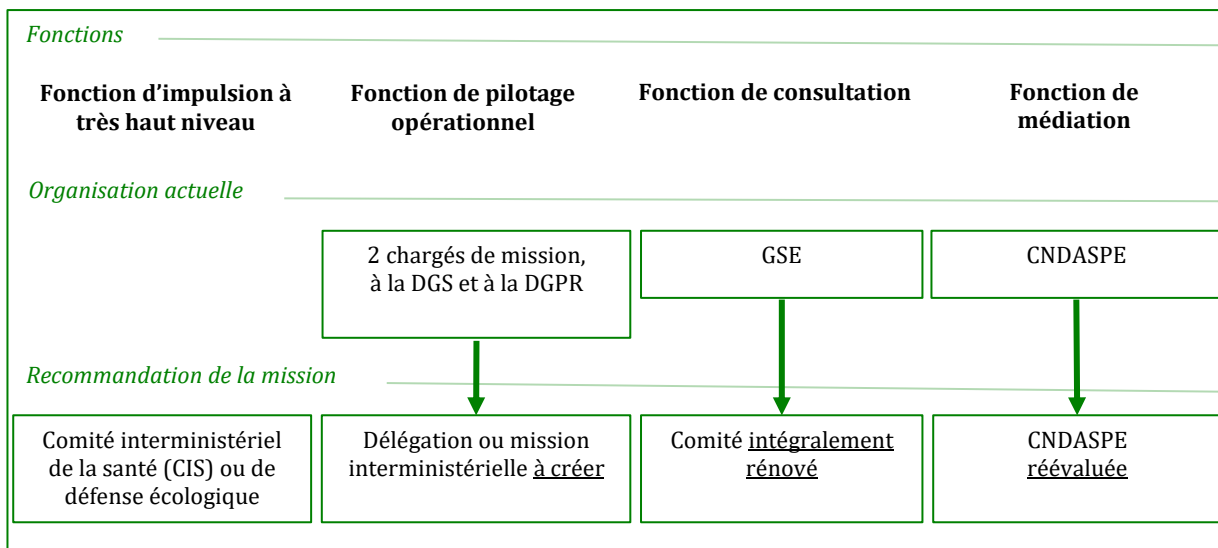 Fonctions
Fonction d’impulsion à
très haut niveau
Fonction de pilotage
opérationnel
Fonction de consultation
Fonction de
médiation
Organisation actuelle
2 chargés de mission,
à la DGS et à la DGPR
GSE
CNDASPE
Recommandation de la mission
Comité interministériel
de la santé (CIS) ou de
défense écologique
Délégation ou mission
interministérielle à créer
Comité intégralement
rénové
CNDASPE
réévaluée